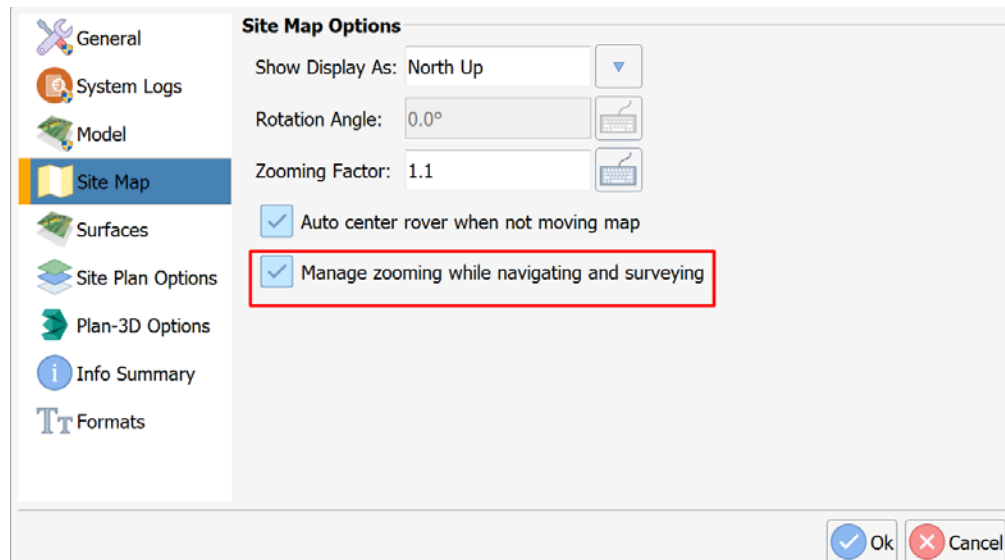 General
System Logs
Model
Site Map
Surfaces
Site Plan Options
Plan-3D Options
Info Summary
Formats
Site Map Options
Show Display As: North Up
Rotation Angle: 0.0°
Zooming Factor: 1.1
Auto center rover when not moving map
Manage zooming while navigating and surveying
Ok Cancel